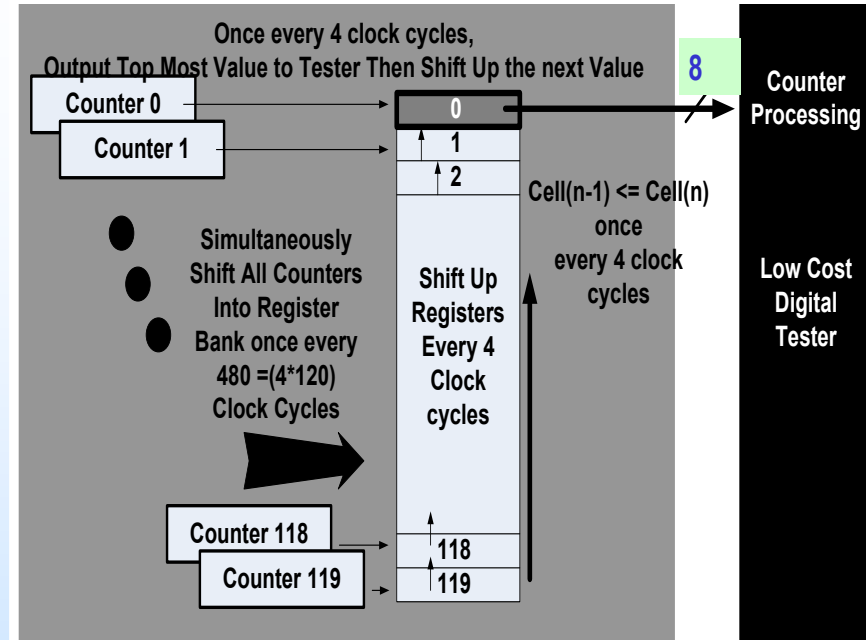 Once every 4 clock cycles,
Output Top Most Value to Tester Then Shift Up the next Value
8
Counter 0
Counter 1
0
1
2
Counter
Processing
Cell(n-1) <= Cell(n)
once
every 4 clock
cycles
Simultaneously
Shift All Counters
Into Register
Bank once every
480 =(4*120)
Clock Cycles
Shift Up
Registers
Every 4
Clock
cycles
Low Cost
Digital
Tester
Counter 118
Counter 119
118
119